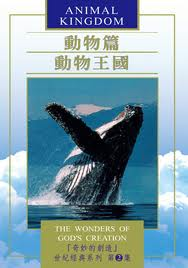 ANIMAL
KINGDOM
動物篇
動物王國
THE WONDERS OF
GOD'S CREATION
「奇妙的創造」
世紀經典系列 第2集